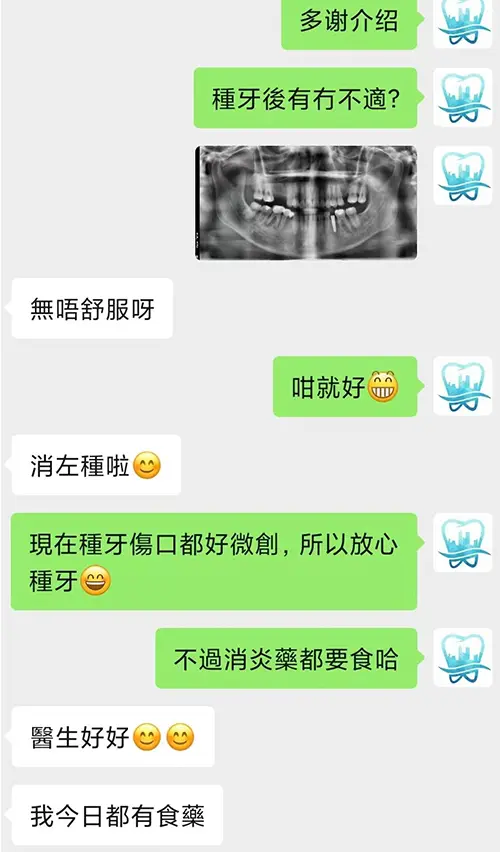 多谢介绍
種牙後有冇不適?
無唔舒服呀
咁就好😁
消左種啦😊
現在種牙傷口都好微創，所以放心
種牙😄
不過消炎藥都要食哈
醫生好好😊😊
我今日都有食藥